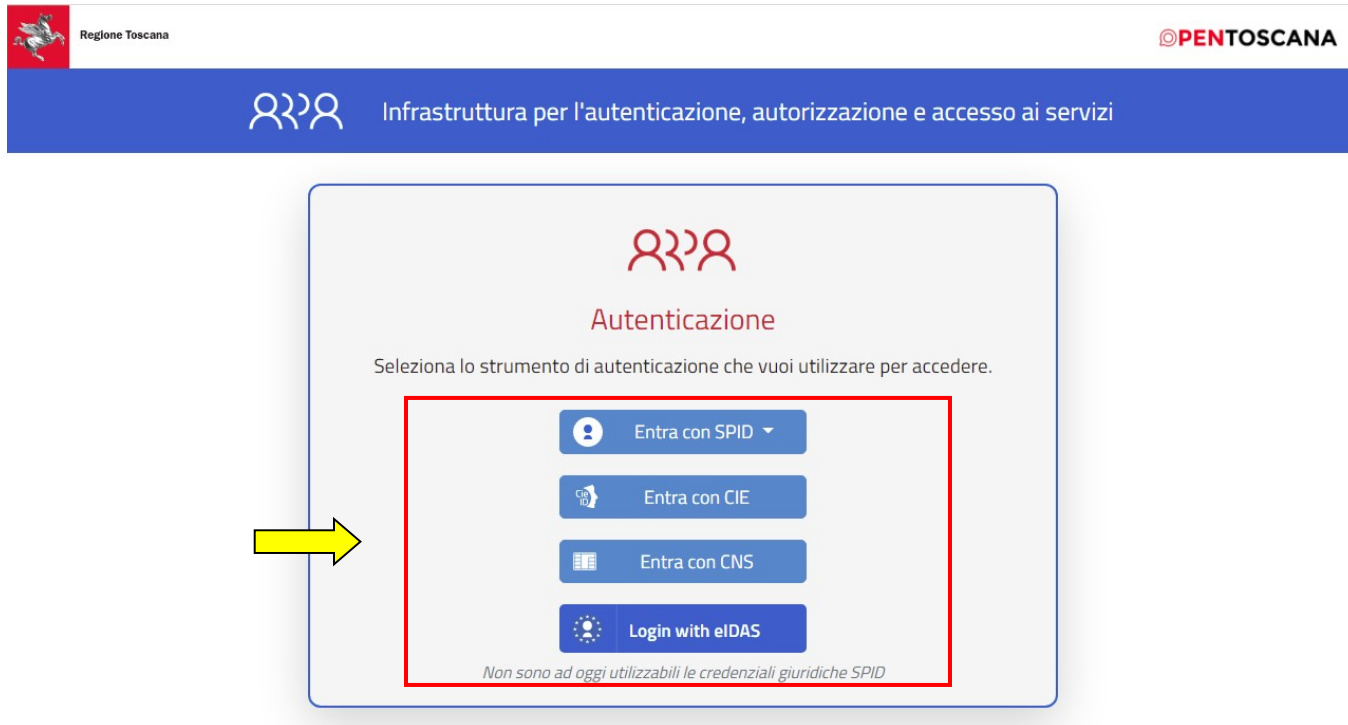 Regione Toscana
OPENTOSCANA
Infrastruttura per l'autenticazione, autorizzazione e accesso ai servizi
Autenticazione
Seleziona lo strumento di autenticazione che vuoi utilizzare per accedere.
Entra con SPID
Cie ID Entra con CIE
Entra con CNS
Login with eIDAS
Non sono ad oggi utilizzabili le credenziali giuridiche SPID